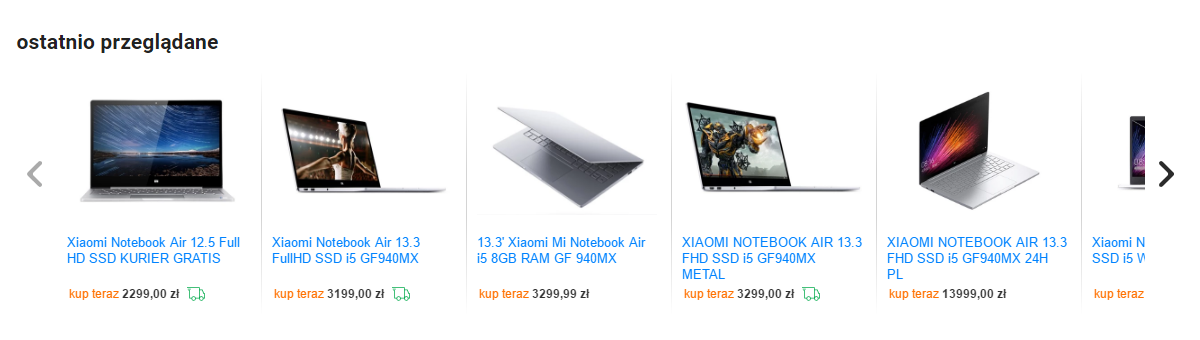 ostatnio przeglądane
Xiaomi Notebook Air 12.5 Full
HD SSD KURIER GRATIS
kup teraz 2299,00 zł
Xiaomi Notebook Air 13.3
FullHD SSD i5 GF940MX
kup teraz 3199,00 zł
13.3' Xiaomi Mi Notebook Air
i5 8GB RAM GF 940MX
kup teraz 3299,99 zł
XIAOMI NOTEBOOK AIR 13.3
FHD SSD i5 GF940MX
METAL
kup teraz 3299,00 zł
XIAOMI NOTEBOOK AIR 13.3
FHD SSD i5 GF940MX 24H
PL
kup teraz 13999,00 zł
Xiaomi N
SSD i5 W
kup teraz